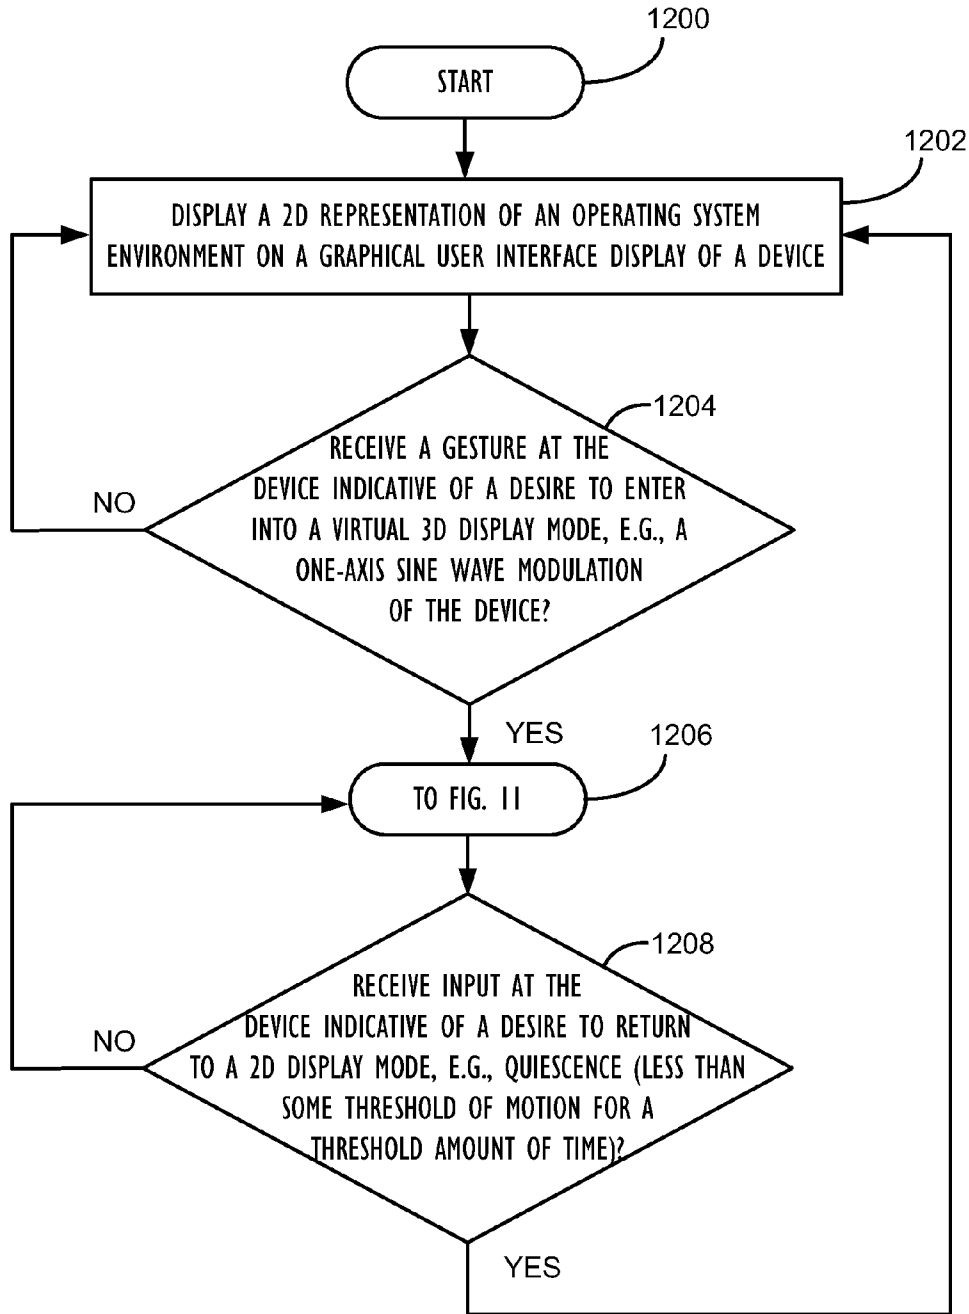 1200
START
1202
DISPLAY A 2D REPRESENTATION OF AN OPERATING SYSTEM
ENVIRONMENT ON A GRAPHICAL USER INTERFACE DISPLAY OF A DEVICE
1204
RECEIVE A GESTURE AT THE
DEVICE INDICATIVE OF A DESIRE TO ENTER
INTO A VIRTUAL 3D DISPLAY MODE, E.G., A
ONE-AXIS SINE WAVE MODULATION
OF THE DEVICE?
NO
YES
1206
TO FIG. 11
1208
RECEIVE INPUT AT THE
DEVICE INDICATIVE OF A DESIRE TO RETURN
TO A 2D DISPLAY MODE, E.G., QUIESCENCE (LESS THAN
SOME THRESHOLD OF MOTION FOR A
THRESHOLD AMOUNT OF TIME)?
NO
YES